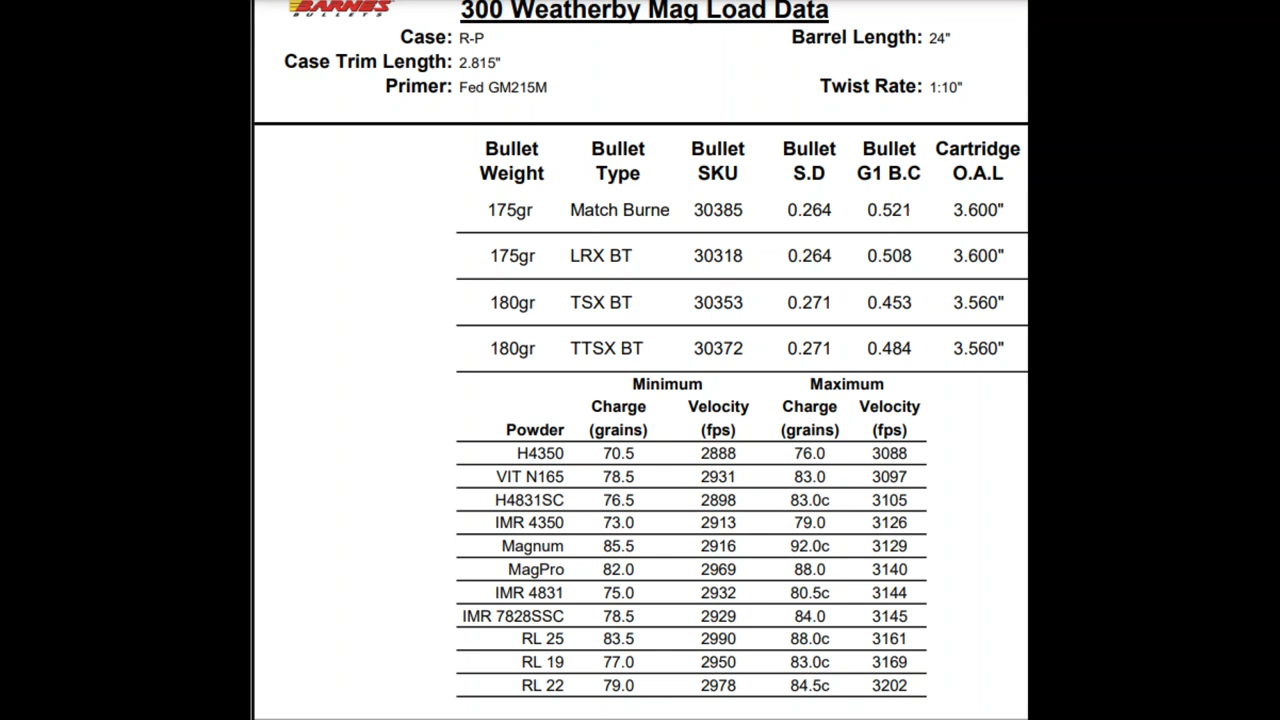 BARNES
BULLETS
300 Weatherby Mag Load Data
Case: R-P Barrel Length: 24"
Case Trim Length: 2.815"
Primer: Fed GM215M Twist Rate: 1:10"
Bullet Bullet Bullet Bullet Bullet Cartridge
Weight Type SKU S.D G1 B.C O.A.L
175gr Match Burne 30385 0.264 0.521 3.600"
175gr LRX BT 30318 0.264 0.508 3.600"
180gr TSX BT 30353 0.271 0.453 3.560"
180gr TTSX BT 30372 0.271 0.484 3.560"
Minimum Maximum
Charge Velocity Charge Velocity
Powder (grains) (fps) (grains) (fps)
H4350 70.5 2888 76.0 3088
VIT N165 78.5 2931 83.0 3097
H4831SC 76.5 2898 83.0c 3105
IMR 4350 73.0 2913 79.0 3126
Magnum 85.5 2916 92.0c 3129
MagPro 82.0 2969 88.0 3140
IMR 4831 75.0 2932 80.5c 3144
IMR 7828SSC 78.5 2929 84.0 3145
RL 25 83.5 2990 88.0c 3161
RL 19 77.0 2950 83.0c 3169
RL 22 79.0 2978 84.5c 3202